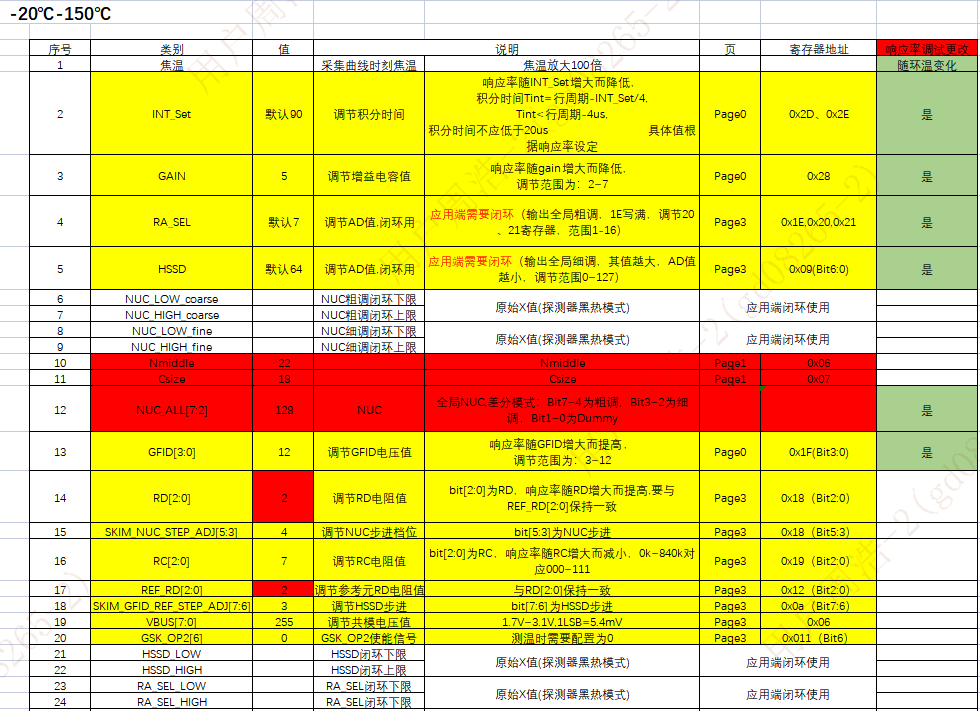 -20℃-150℃
序号 类别 值 说明 页 寄存器地址 响应率调试更改
1 焦温 采集曲线时刻焦温 焦温放大100倍 随环温变化
2 INT_Set 默认90 调节积分时间 响应率随INT_Set增大而降低,
积分时间Tint=行周期-INT_Set/4,
Tint<行周期-4us,
积分时间不应低于20us 具体值根
据响应率设定 Page0 0x2D、0x2E 是
3 GAIN 5 调节增益电容值 响应率随gain增大而降低,
调节范围为：2-7 Page0 0x28 是
4 RA_SEL 默认7 调节AD值,闭环用 应用端需要闭环（输出全局粗调，1E写满，调节20
、21寄存器，范围1-16） Page3 0x1E,0x20,0x21 是
5 HSSD 默认64 调节AD值,闭环用 应用端需要闭环（输出全局细调，其值越大，AD值
越小，调节范围0-127） Page3 0x09(Bit6:0) 是
6 NUC_LOW_coarse NUC粗调闭环下限 原始X值(探测器黑热模式) 应用端闭环使用
7 NUC_HIGH_coarse NUC粗调闭环上限
8 NUC_LOW_fine NUC细调闭环下限 原始X值(探测器黑热模式) 应用端闭环使用
9 NUC_HIGH_fine NUC细调闭环上限
10 Nmiddle 22 Nmiddle Page1 0x06
11 Csize 18 Csize Page1 0x07
12 NUC_ALL[7:2] 128 NUC 全局NUC,差分模式：Bit7-4为粗调，Bit3-2为细
调，Bit1-0为Dummy 是
13 GFID[3:0] 12 调节GFID电压值 响应率随GFID增大而提高,
调节范围为：3-12 Page0 0x1F(Bit3:0) 是
14 RD[2:0] 2 调节RD电阻值 bit[2:0]为RD，响应率随RD增大而提高,要与
REF_RD[2:0]保持一致 Page3 0x18（Bit2:0）
15 SKIM_NUC_STEP_ADJ[5:3] 4 调节NUC步进档位 bit[5:3]为NUC步进 Page3 0x18（Bit5:3）
16 RC[2:0] 7 调节RC电阻值 bit[2:0]为RC，响应率随RC增大而减小，0k-840k对
应000-111 Page3 0x19（Bit2:0）
17 REF_RD[2:0] 2 调节参考元RD电阻值 与RD[2:0]保持一致 Page3 0x12（Bit2:0）
18 SKIM_GFID_REF_STEP_ADJ[7:6] 3 调节HSSD步进 bit[7:6]为HSSD步进 Page3 0x0a（Bit7:6）
19 VBUS[7:0] 255 调节共模电压值 1.7V-3.1V,1LSB=5.4mV Page3 0x06
20 GSK_OP2[6] 0 GSK_OP2使能信号 测温时需要配置为0 Page3 0x011（Bit6）
21 HSSD_LOW HSSD闭环下限 原始X值(探测器黑热模式) 应用端闭环使用
22 HSSD_HIGH HSSD闭环上限
23 RA_SEL_LOW RA_SEL闭环下限 原始X值(探测器黑热模式) 应用端闭环使用
24 RA_SEL_HIGH RA_SEL闭环上限